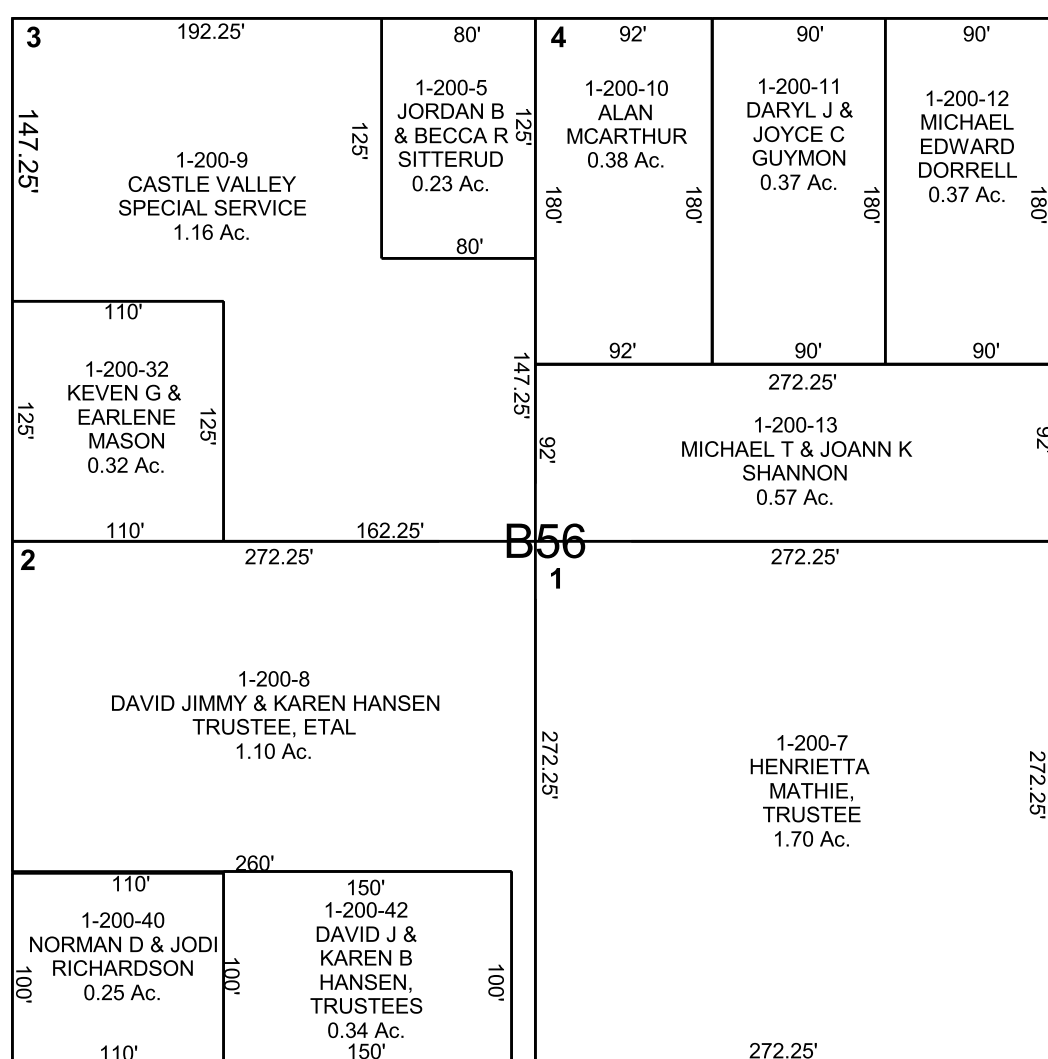 3
192.25'
147.25'
1-200-9
CASTLE VALLEY
SPECIAL SERVICE
1.16 Ac.
125'
80'
1-200-5
JORDAN B
& BECCA R
SITTERUD
0.23 Ac.
125'
80'
110'
1-200-32
KEVEN G &
EARLENE
MASON
0.32 Ac.
125'
125'
110'
147.25'
162.25'
4
92'
1-200-10
ALAN
MCARTHUR
0.38 Ac.
180'
180'
92'
90'
1-200-11
DARYL J &
JOYCE C
GUYMON
0.37 Ac.
180'
90'
90'
1-200-12
MICHAEL
EDWARD
DORRELL
0.37 Ac.
180'
90'
272.25'
1-200-13
MICHAEL T & JOANN K
SHANNON
0.57 Ac.
92'
92'
B56
2
272.25'
1-200-8
DAVID JIMMY & KAREN HANSEN
TRUSTEE, ETAL
1.10 Ac.
260'
110'
1-200-40
NORMAN D & JODI
RICHARDSON
0.25 Ac.
100'
100'
110'
150'
1-200-42
DAVID J &
KAREN B
HANSEN,
TRUSTEES
0.34 Ac.
100'
150'
1
272.25'
272.25'
1-200-7
HENRIETTA
MATHIE,
TRUSTEE
1.70 Ac.
272.25'
272.25'